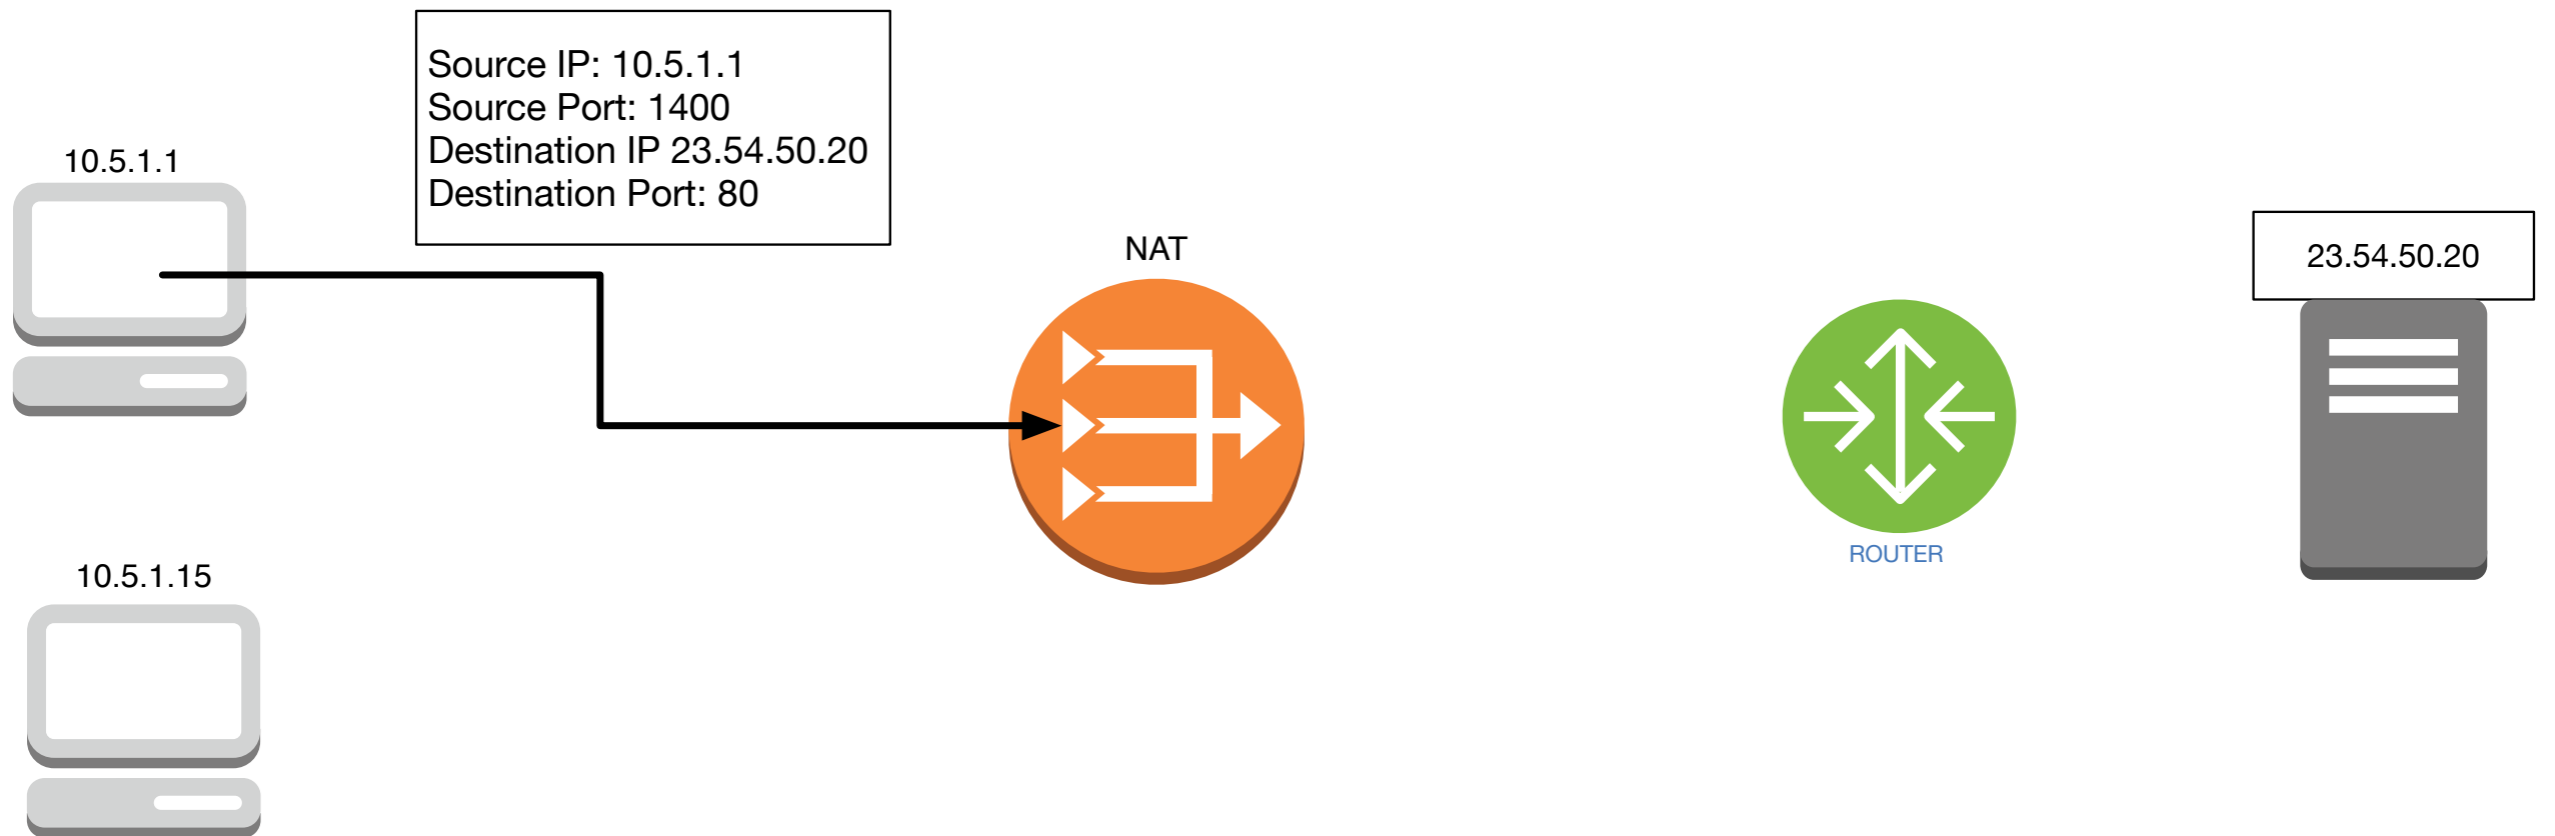 Source IP: 10.5.1.1
Source Port: 1400
Destination IP 23.54.50.20
Destination Port: 80
10.5.1.1
NAT
23.54.50.20
ROUTER
10.5.1.15